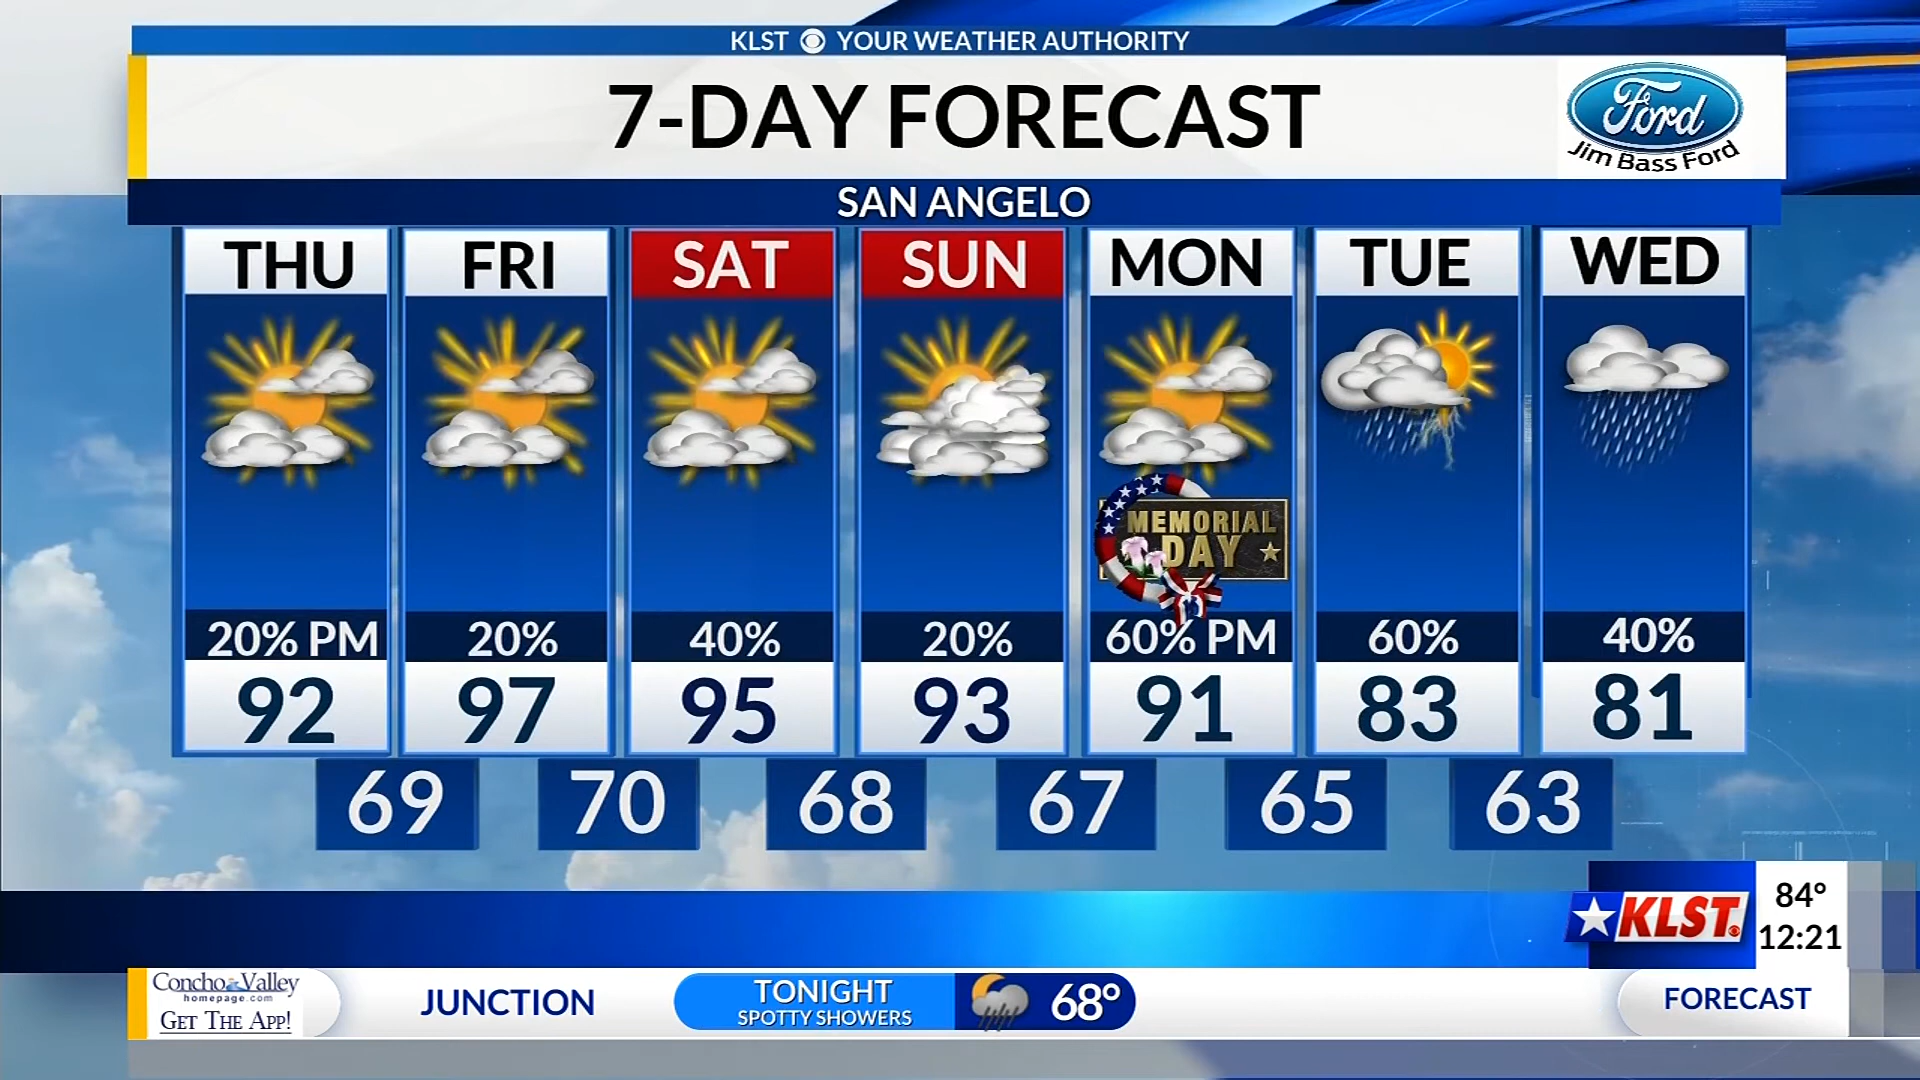 KLST YOUR WEATHER AUTHORITY
7-DAY FORECAST
Ford
Jim Bass Ford
SAN ANGELO
THU FRI SAT SUN MON TUE WED
MEMORIAL
DAY
20% PM 20% 40% 20% 60% PM 60% 40%
92 97 95 93 91 83 81
69 70 68 67 65 63
KLST
84°
12:21
Concho Valley
homepage.com
GET THE APP!
JUNCTION
TONIGHT
SPOTTY SHOWERS
68°
FORECAST